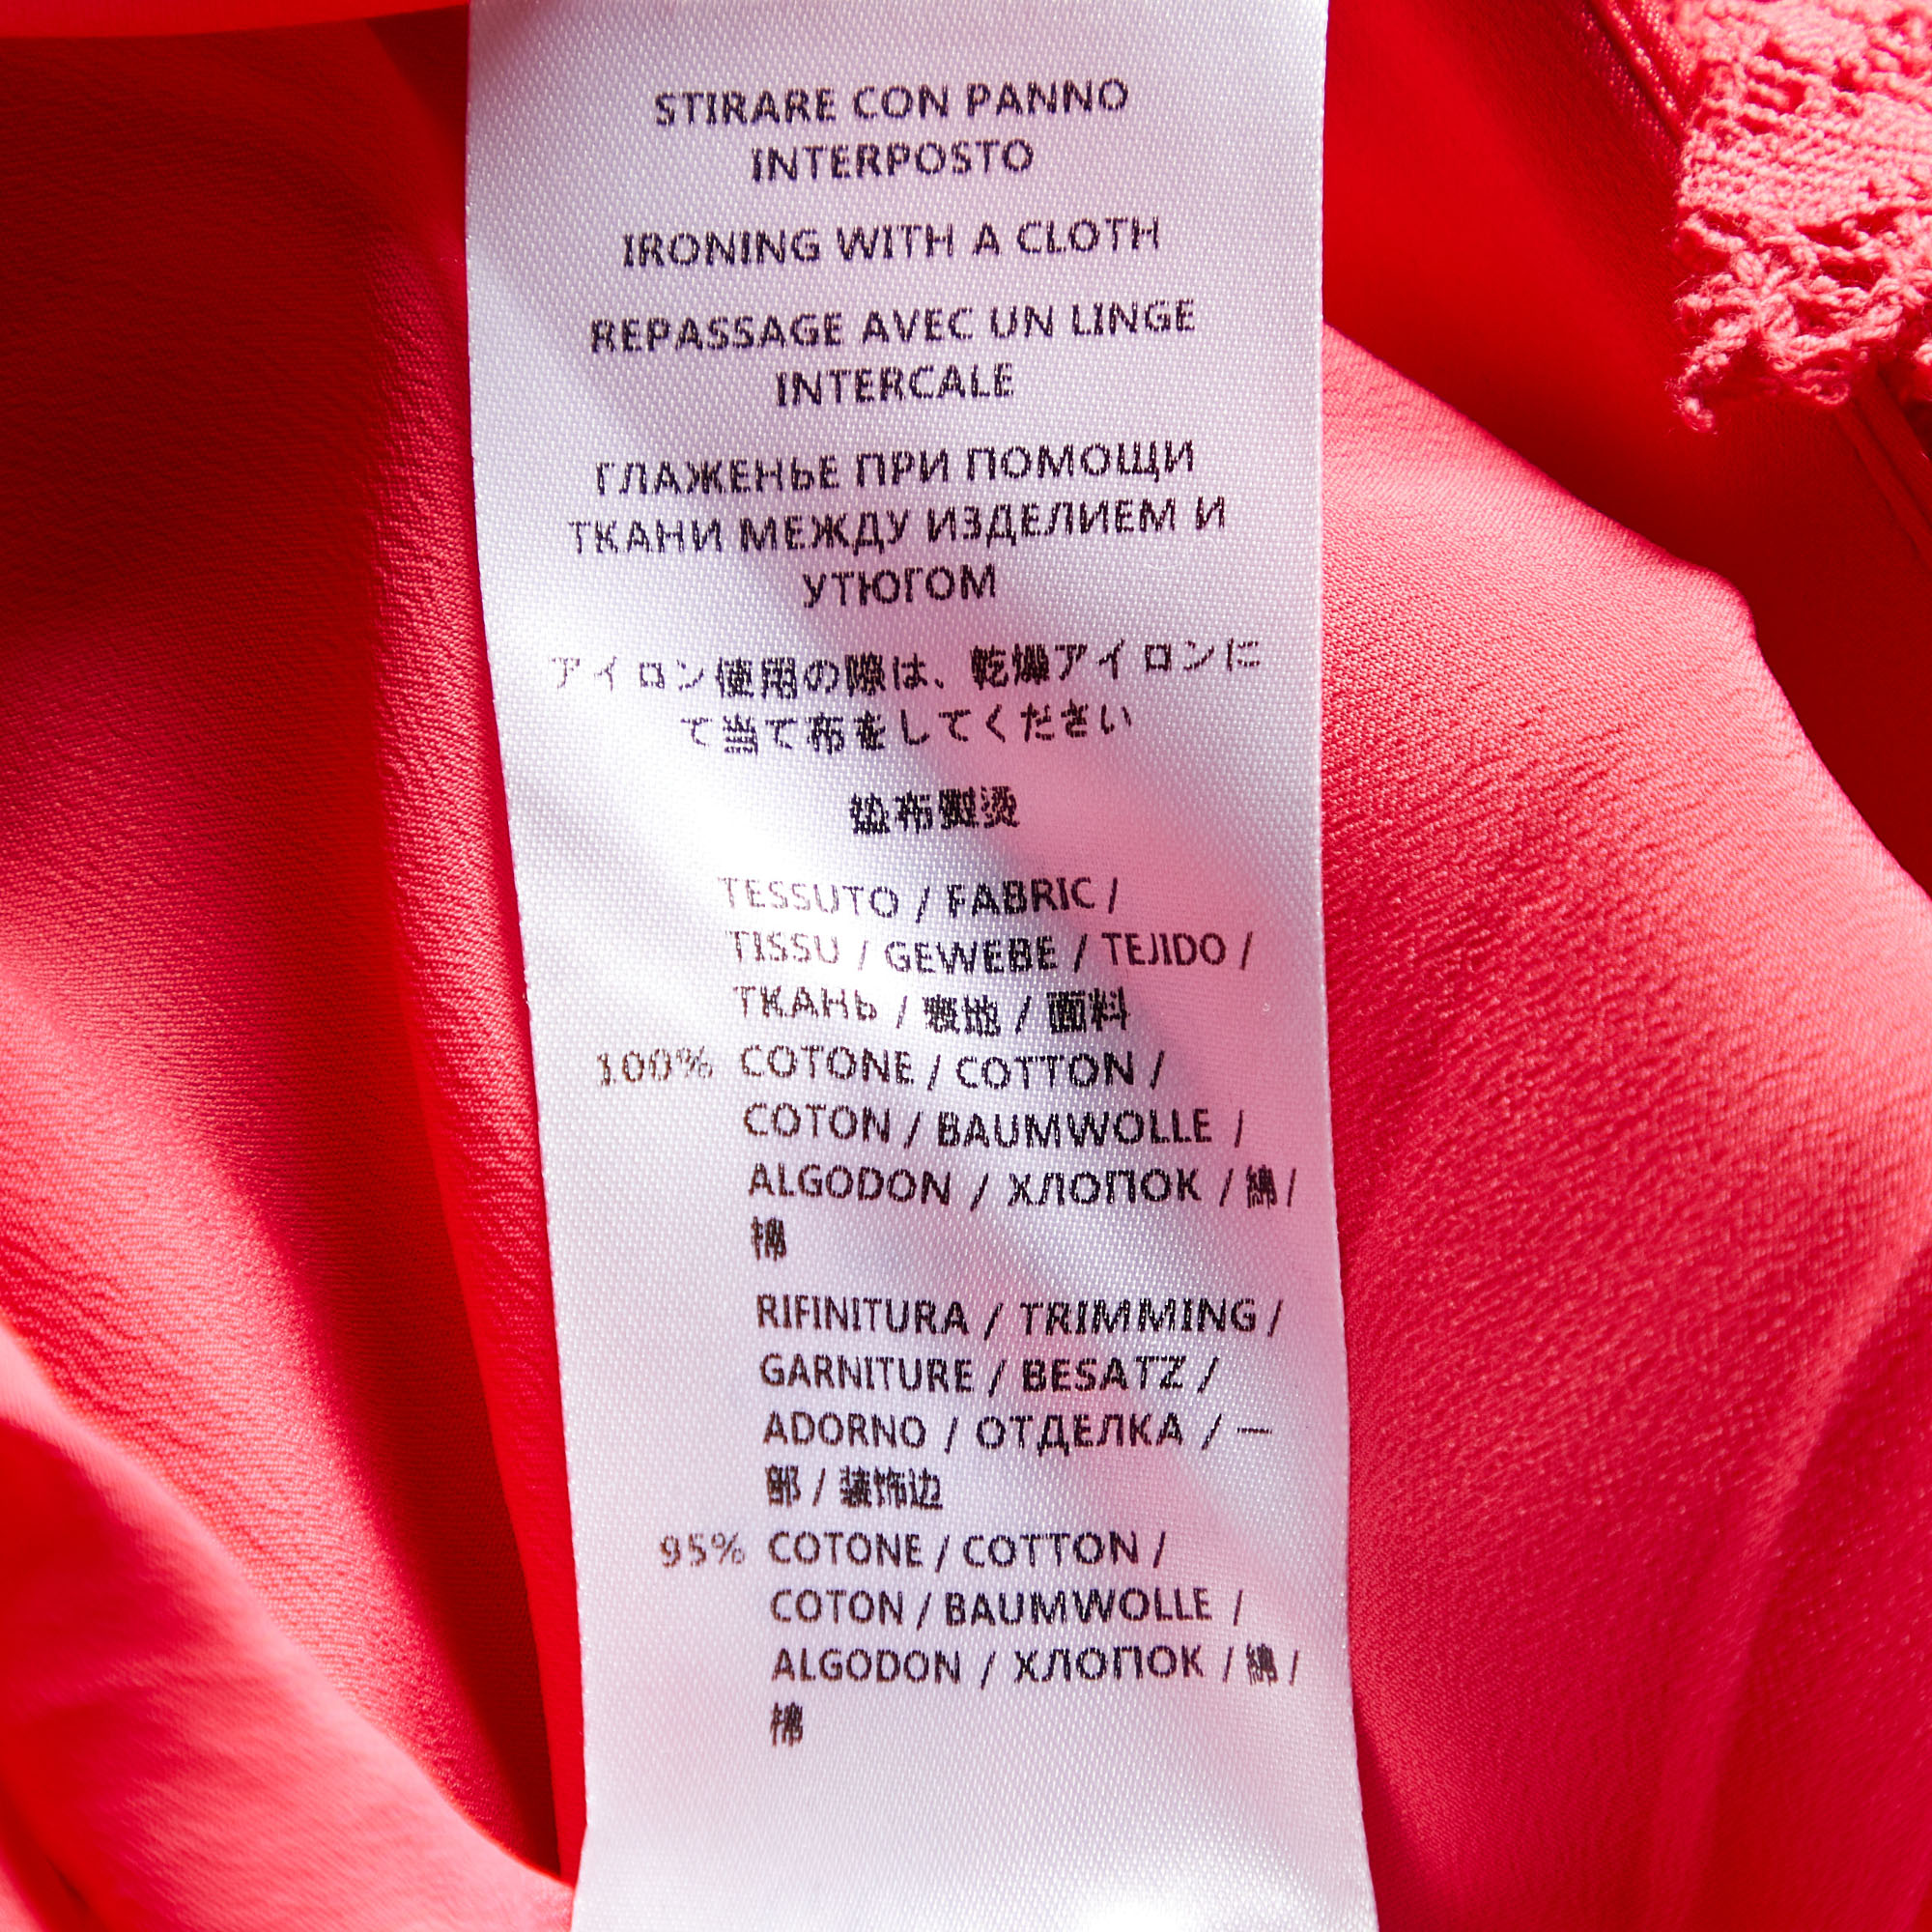 STIRARE CON PANNO
INTERPOSTO
IRONING WITH A CLOTH
REPASSAGE AVEC UN LINGE
INTERCALE
ГЛАЖЕНЬЕ ПРИ ПОМОЩИ
ТКАНИ МЕЖДУ ИЗДЕЛИЕМ И
УТЮГОМ
アイロン使用の際は、乾燥アイロンに
て当て布をしてください
布熨烫
TESSUTO / FABRIC /
TISSU / GEWEBE / TEJIDO /
ТКАНЬ / 表地 / 面料
100% COTONE / COTTON /
COTON / BAUMWOLLE /
ALGODON / ХЛОПОК / 綿 /
棉
RIFINITURA / TRIMMING /
GARNITURE / BESATZ /
ADORNO / ОТДЕЛКА / 一
部 / 装饰边
95% COTONE / COTTON /
COTON / BAUMWOLLE /
ALGODON / ХЛОПОК / 綿 /
棉